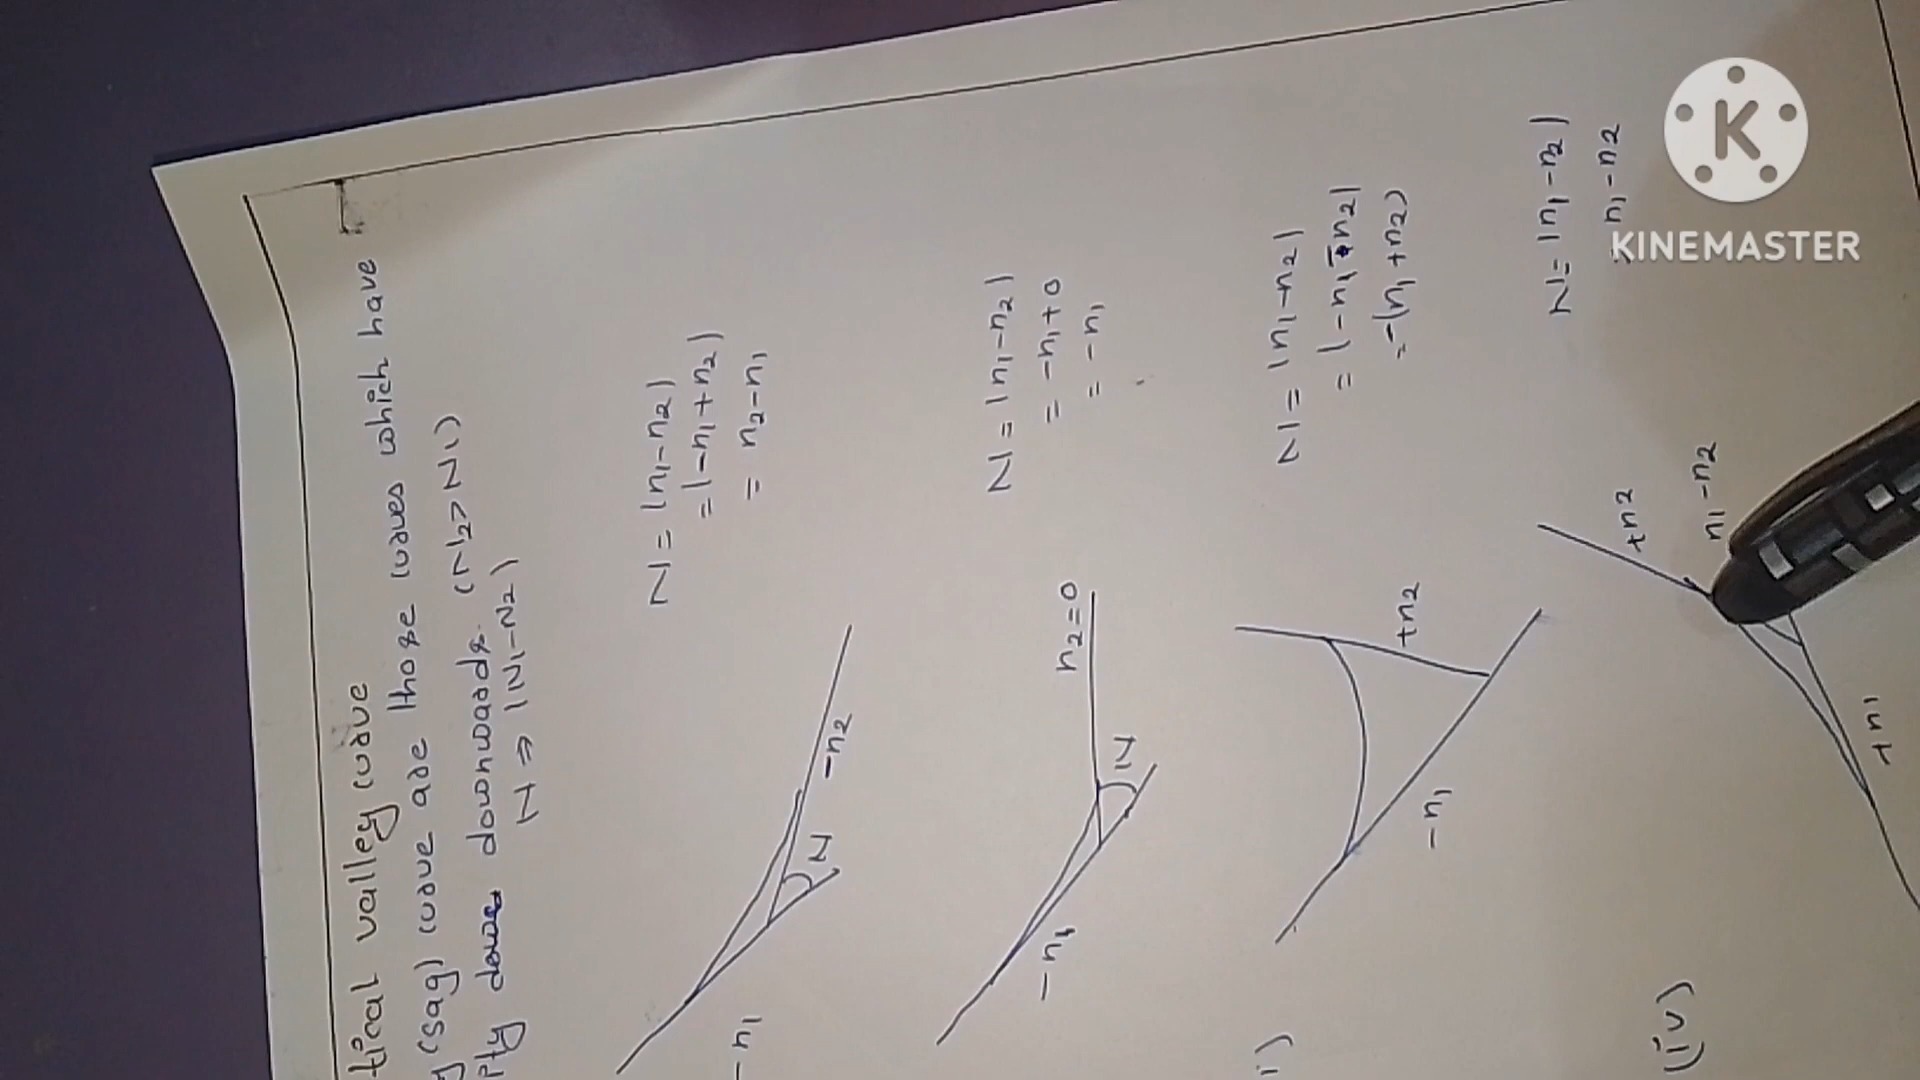 tical valley curve
(sag) curve are those curves which have
pty downwards. (N2 > N1)
N ⇒ |N1-N2)
-n1
N
-n2
N = |n1-n2)
= |-n1+n2)
= n2-n1
-n1
N
n2=0
N = |n1-n2|
= -n1+0
= -n1
i)
-n1
+n2
N = |n1-n2|
= |-n1-n2|
=-(n1+n2)
(iv)
+n1
+n2
n1-n2
N= |n1-n2)
n1-n2
K
KINEMASTER